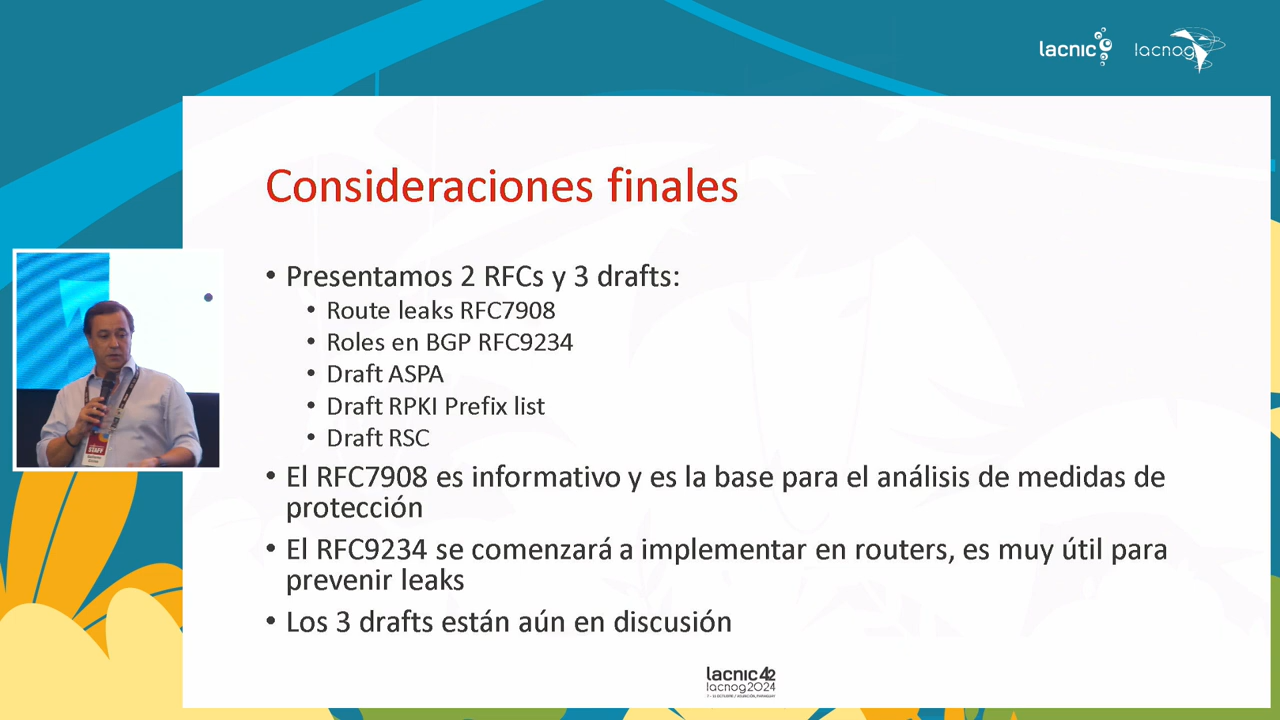 lacnic
lacnog
Consideraciones finales
• Presentamos 2 RFCs y 3 drafts:
• Route leaks RFC7908
• Roles en BGP RFC9234
• Draft ASPA
• Draft RPKI Prefix list
• Draft RSC
• El RFC7908 es informativo y es la base para el análisis de medidas de
protección
• El RFC9234 se comenzará a implementar en routers, es muy útil para
prevenir leaks
• Los 3 drafts están aún en discusión
STAFF
lacnic 42
lacnog2024